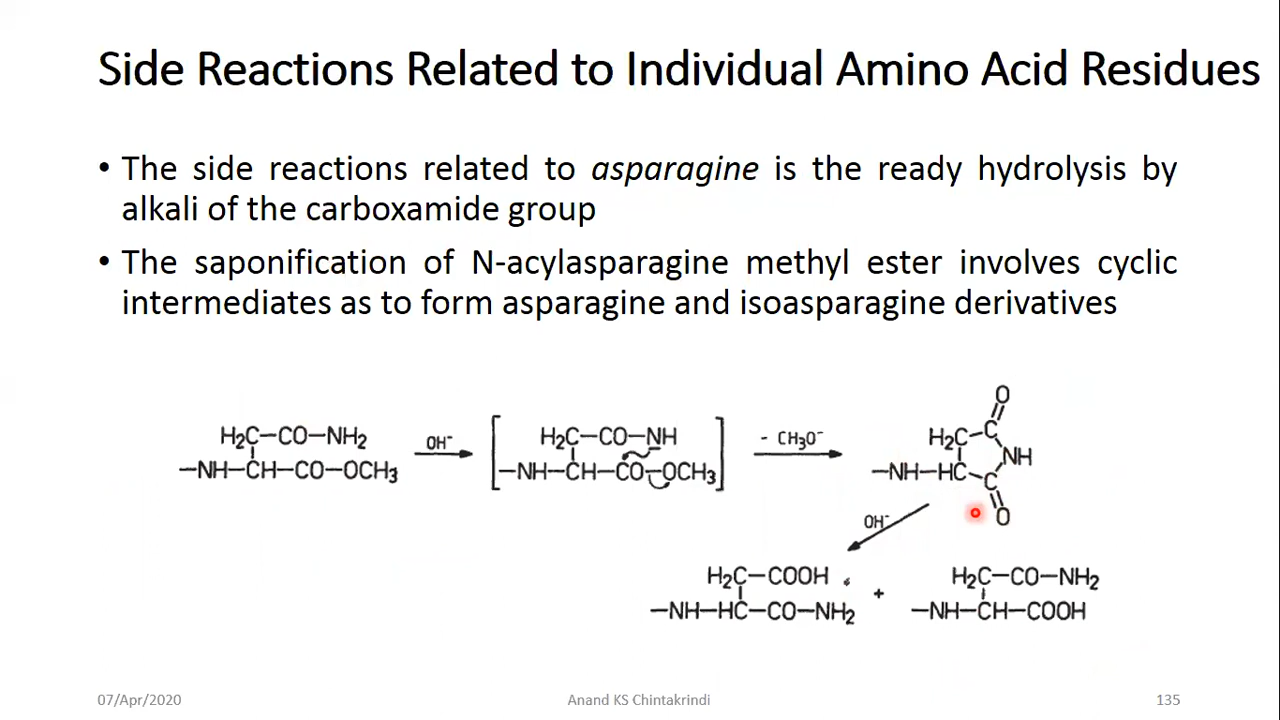 Side Reactions Related to Individual Amino Acid Residues
• The side reactions related to asparagine is the ready hydrolysis by
alkali of the carboxamide group
• The saponification of N-acylasparagine methyl ester involves cyclic
intermediates as to form asparagine and isoasparagine derivatives
H₂C–CO–NH₂
–NH–CH–CO–OCH₃
OH⁻
H₂C–CO–NH
–NH–CH–CO–OCH₃
- CH₃O⁻
O
H₂C–C
NH
–NH–HC–C
O
OH⁻
H₂C–COOH
–NH–HC–CO–NH₂
+
H₂C–CO–NH₂
–NH–CH–COOH
07/Apr/2020
Anand KS Chintakrindi
135